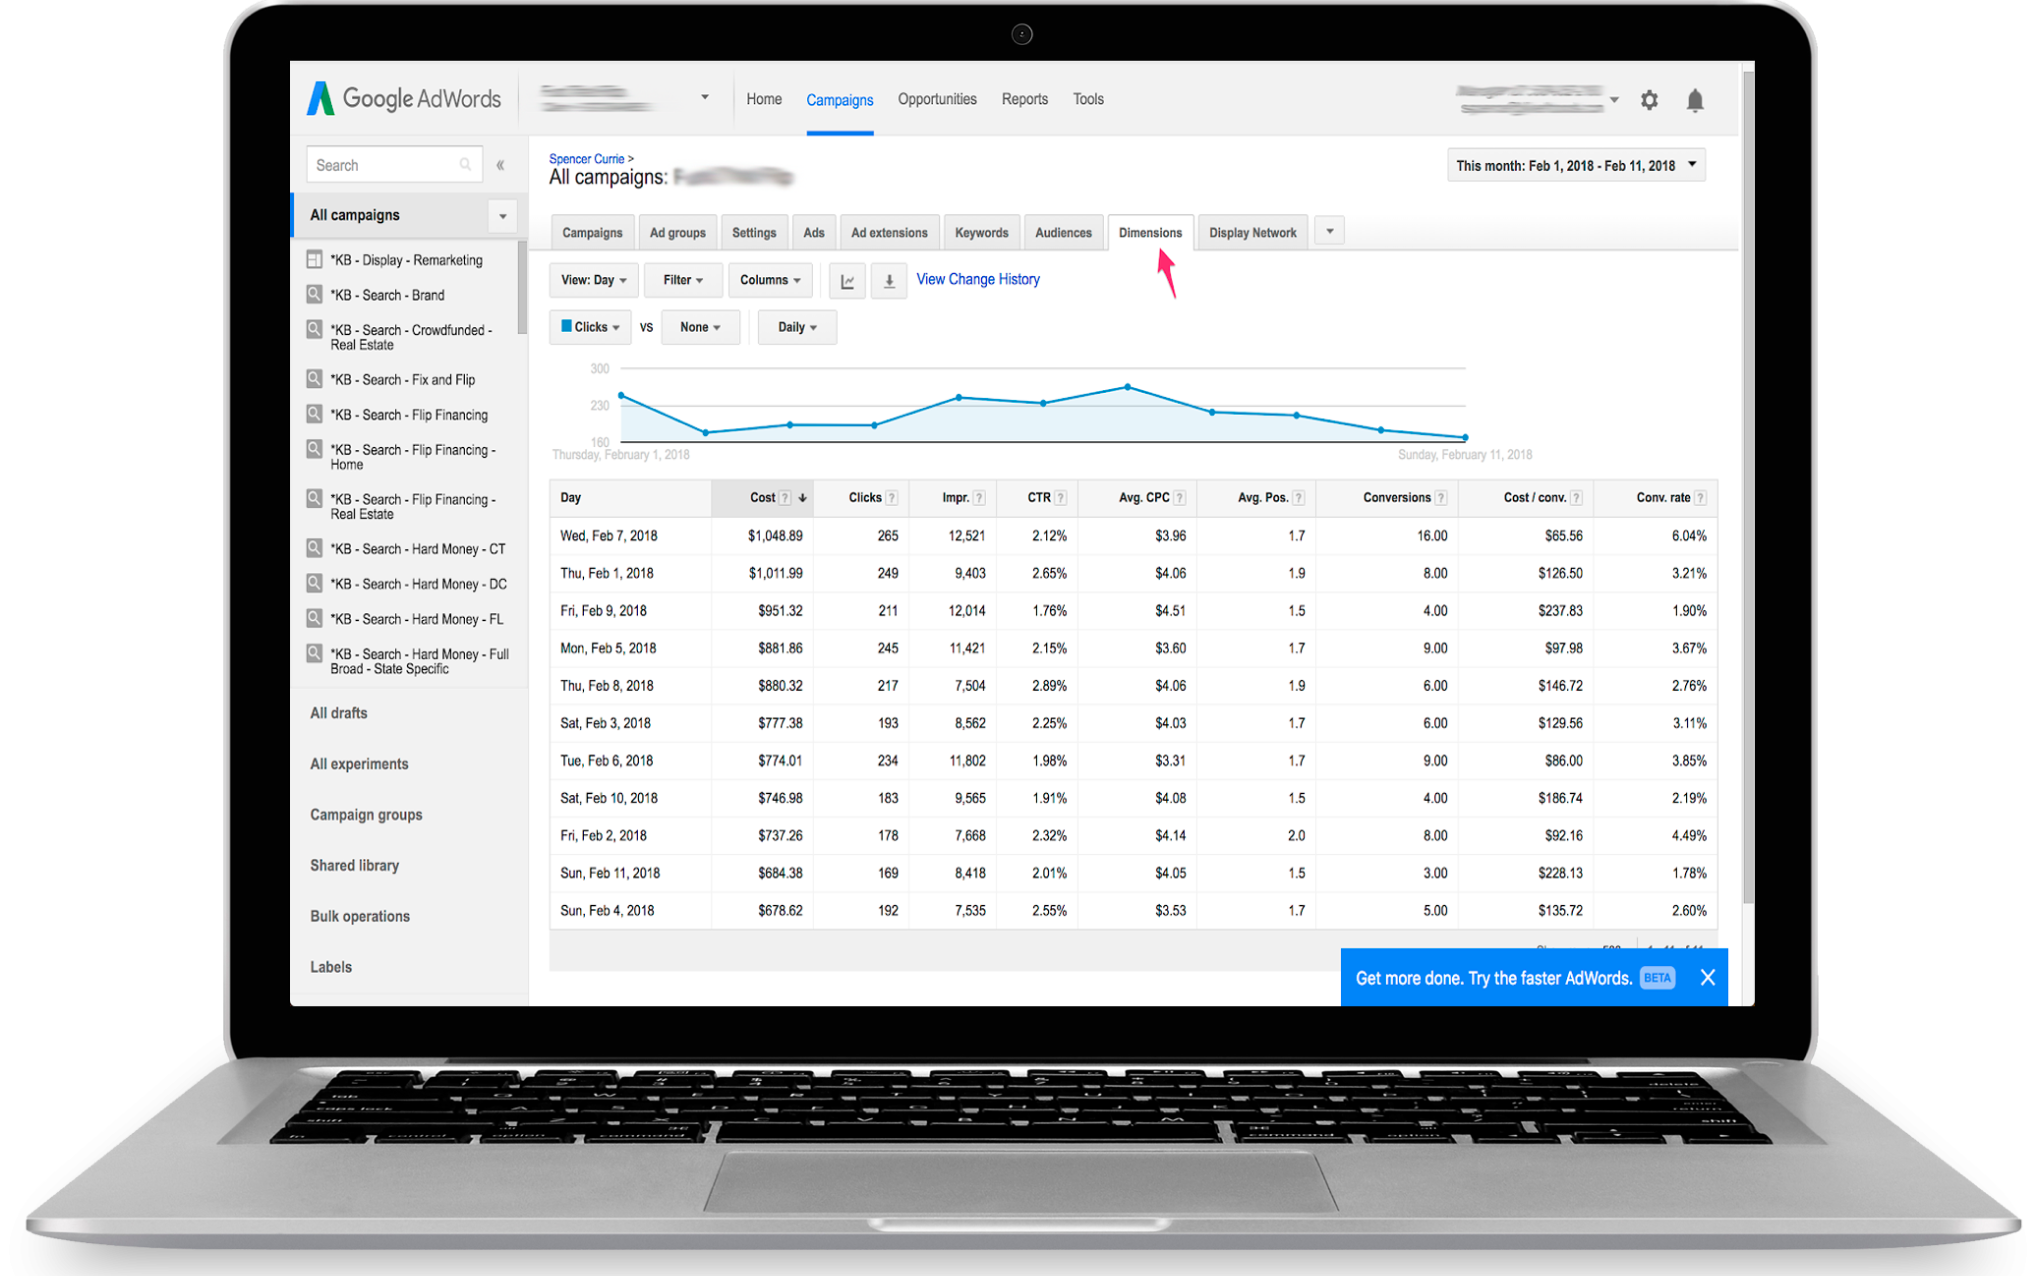 Google AdWords
Home Campaigns Opportunities Reports Tools
Search «
Spencer Currie >
All campaigns:
This month: Feb 1, 2018 - Feb 11, 2018
All campaigns
*KB - Display - Remarketing
*KB - Search - Brand
*KB - Search - Crowdfunded -
Real Estate
*KB - Search - Fix and Flip
*KB - Search - Flip Financing
*KB - Search - Flip Financing -
Home
*KB - Search - Flip Financing -
Real Estate
*KB - Search - Hard Money - CT
*KB - Search - Hard Money - DC
*KB - Search - Hard Money - FL
*KB - Search - Hard Money - Full
Broad - State Specific
All drafts
All experiments
Campaign groups
Shared library
Bulk operations
Labels
Campaigns Ad groups Settings Ads Ad extensions Keywords Audiences Dimensions Display Network
View: Day Filter Columns View Change History
Clicks vs None Daily
300
230
160
Thursday, February 1, 2018 Sunday, February 11, 2018
Day Cost ? Clicks ? Impr. ? CTR ? Avg. CPC ? Avg. Pos. ? Conversions ? Cost / conv. ? Conv. rate ?
Wed, Feb 7, 2018 $1,048.89 265 12,521 2.12% $3.96 1.7 16.00 $65.56 6.04%
Thu, Feb 1, 2018 $1,011.99 249 9,403 2.65% $4.06 1.9 8.00 $126.50 3.21%
Fri, Feb 9, 2018 $951.32 211 12,014 1.76% $4.51 1.5 4.00 $237.83 1.90%
Mon, Feb 5, 2018 $881.86 245 11,421 2.15% $3.60 1.7 9.00 $97.98 3.67%
Thu, Feb 8, 2018 $880.32 217 7,504 2.89% $4.06 1.9 6.00 $146.72 2.76%
Sat, Feb 3, 2018 $777.38 193 8,562 2.25% $4.03 1.7 6.00 $129.56 3.11%
Tue, Feb 6, 2018 $774.01 234 11,802 1.98% $3.31 1.7 9.00 $86.00 3.85%
Sat, Feb 10, 2018 $746.98 183 9,565 1.91% $4.08 1.5 4.00 $186.74 2.19%
Fri, Feb 2, 2018 $737.26 178 7,668 2.32% $4.14 2.0 8.00 $92.16 4.49%
Sun, Feb 11, 2018 $684.38 169 8,418 2.01% $4.05 1.5 3.00 $228.13 1.78%
Sun, Feb 4, 2018 $678.62 192 7,535 2.55% $3.53 1.7 5.00 $135.72 2.60%
Get more done. Try the faster AdWords. BETA
delete
tab
Q W E R T Y U
caps lock return
A S D F G H J K L
shift Z X C V B N M shift
fn control option command command option